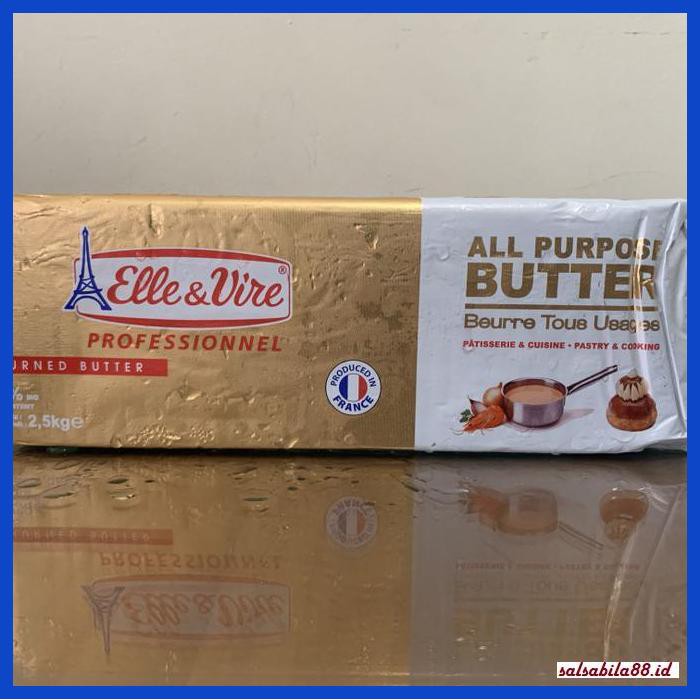 Elle & Vire®
PROFESSIONNEL
URNED BUTTER
2,5kg e
PRODUCED IN
FRANCE
ALL PURPOSE
BUTTER
Beurre Tous Usages
PÂTISSERIE & CUISINE • PASTRY & COOKING
salsabila88.id